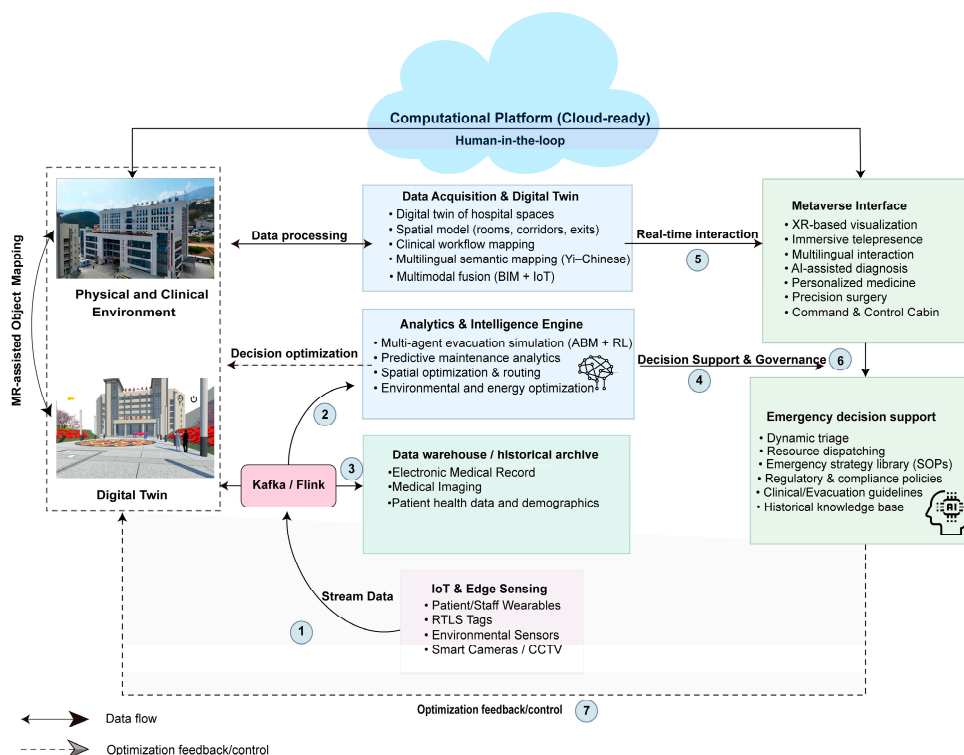 Computational Platform (Cloud-ready)
Human-in-the-loop
MR-assisted Object Mapping
Physical and Clinical
Environment
Digital Twin
Data processing
Data Acquisition & Digital Twin
• Digital twin of hospital spaces
• Spatial model (rooms, corridors, exits)
• Clinical workflow mapping
• Multilingual semantic mapping (Yi–Chinese)
• Multimodal fusion (BIM + IoT)
Real-time interaction
5
Metaverse Interface
• XR-based visualization
• Immersive telepresence
• Multilingual interaction
• AI-assisted diagnosis
• Personalized medicine
• Precision surgery
• Command & Control Cabin
Decision optimization
Analytics & Intelligence Engine
• Multi-agent evacuation simulation (ABM + RL)
• Predictive maintenance analytics
• Spatial optimization & routing
• Environmental and energy optimization
Decision Support & Governance
4
6
2
Kafka / Flink
3
Data warehouse / historical archive
•Electronic Medical Record
•Medical Imaging
•Patient health data and demographics
Emergency decision support
• Dynamic triage
• Resource dispatching
• Emergency strategy library (SOPs)
• Regulatory & compliance policies
• Clinical/Evacuation guidelines
• Historical knowledge base
AI
Stream Data
1
IoT & Edge Sensing
• Patient/Staff Wearables
• RTLS Tags
• Environmental Sensors
• Smart Cameras / CCTV
Optimization feedback/control
7
Data flow
Optimization feedback/control